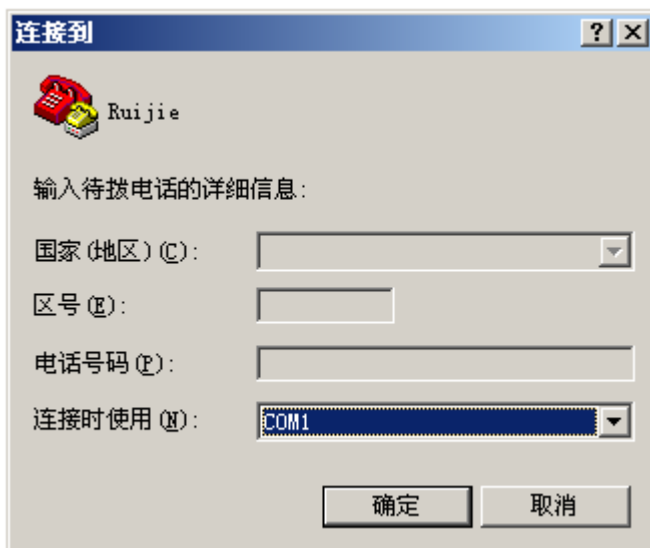 连接到
Ruijie
输入待拨电话的详细信息:
国家(地区)(C):
区号(E):
电话号码(P):
连接时使用(N): COM1
确定 取消